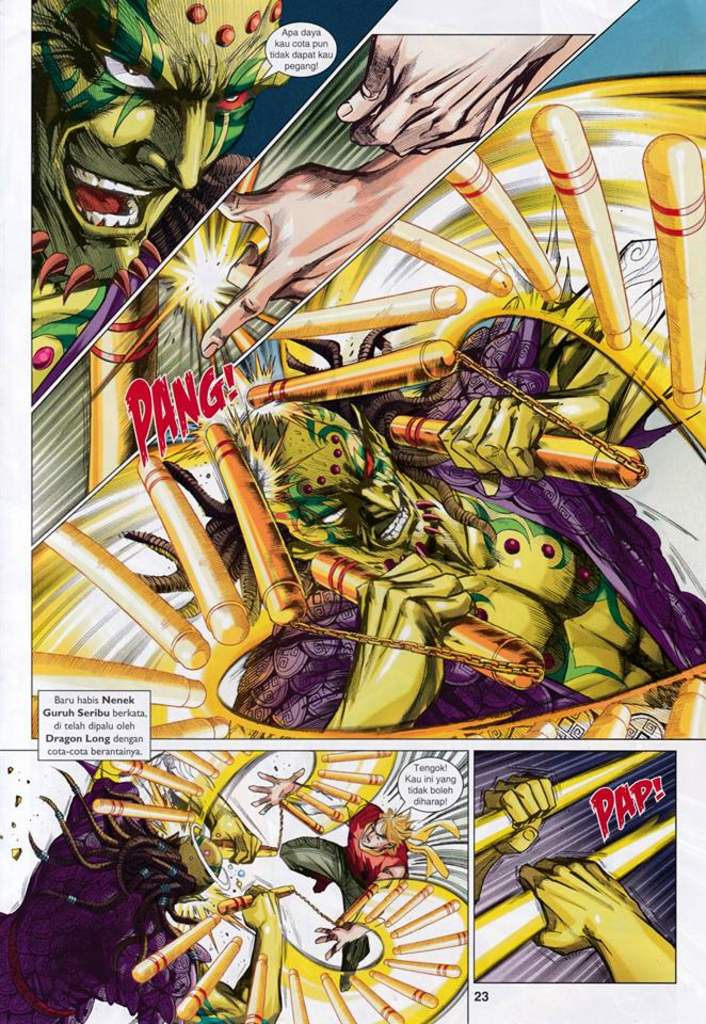 Apa daya
kau cota pun
tidak dapat kau
pegang!
PANG!
Baru habis Nenek
Guruh Seribu berkata,
di telah dipalu oleh
Dragon Long dengan
cota-cota berantainya.
Tengok!
Kau ini yang
tidak boleh
diharap!
PAP!
23